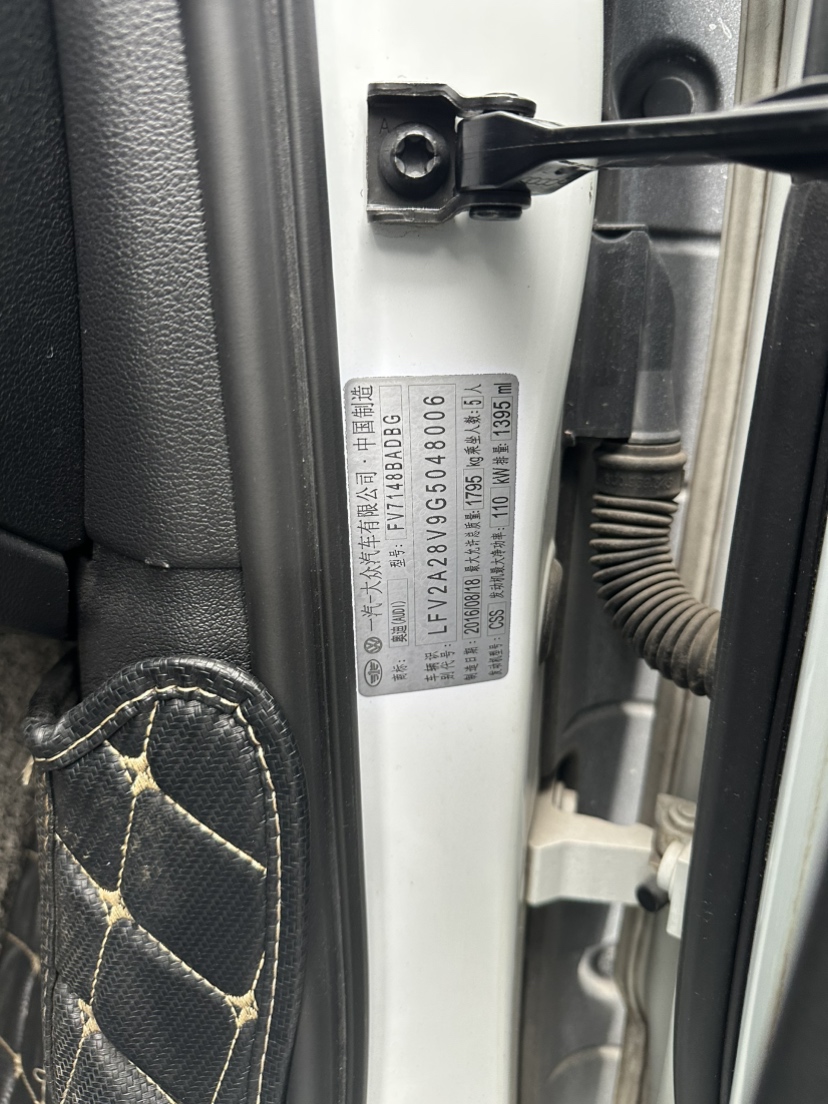 一汽-大众汽车有限公司·中国制造
商标: 奥迪(AUDI) 型号: FV7148BADBG
车辆识别代号: LFV2A28V9G5048006
制造日期: 2016/08/18 最大允许总质量: 1795 kg 乘坐人数: 5 人
发动机型号: CSS 发动机最大净功率: 110 kW 排量: 1395 ml